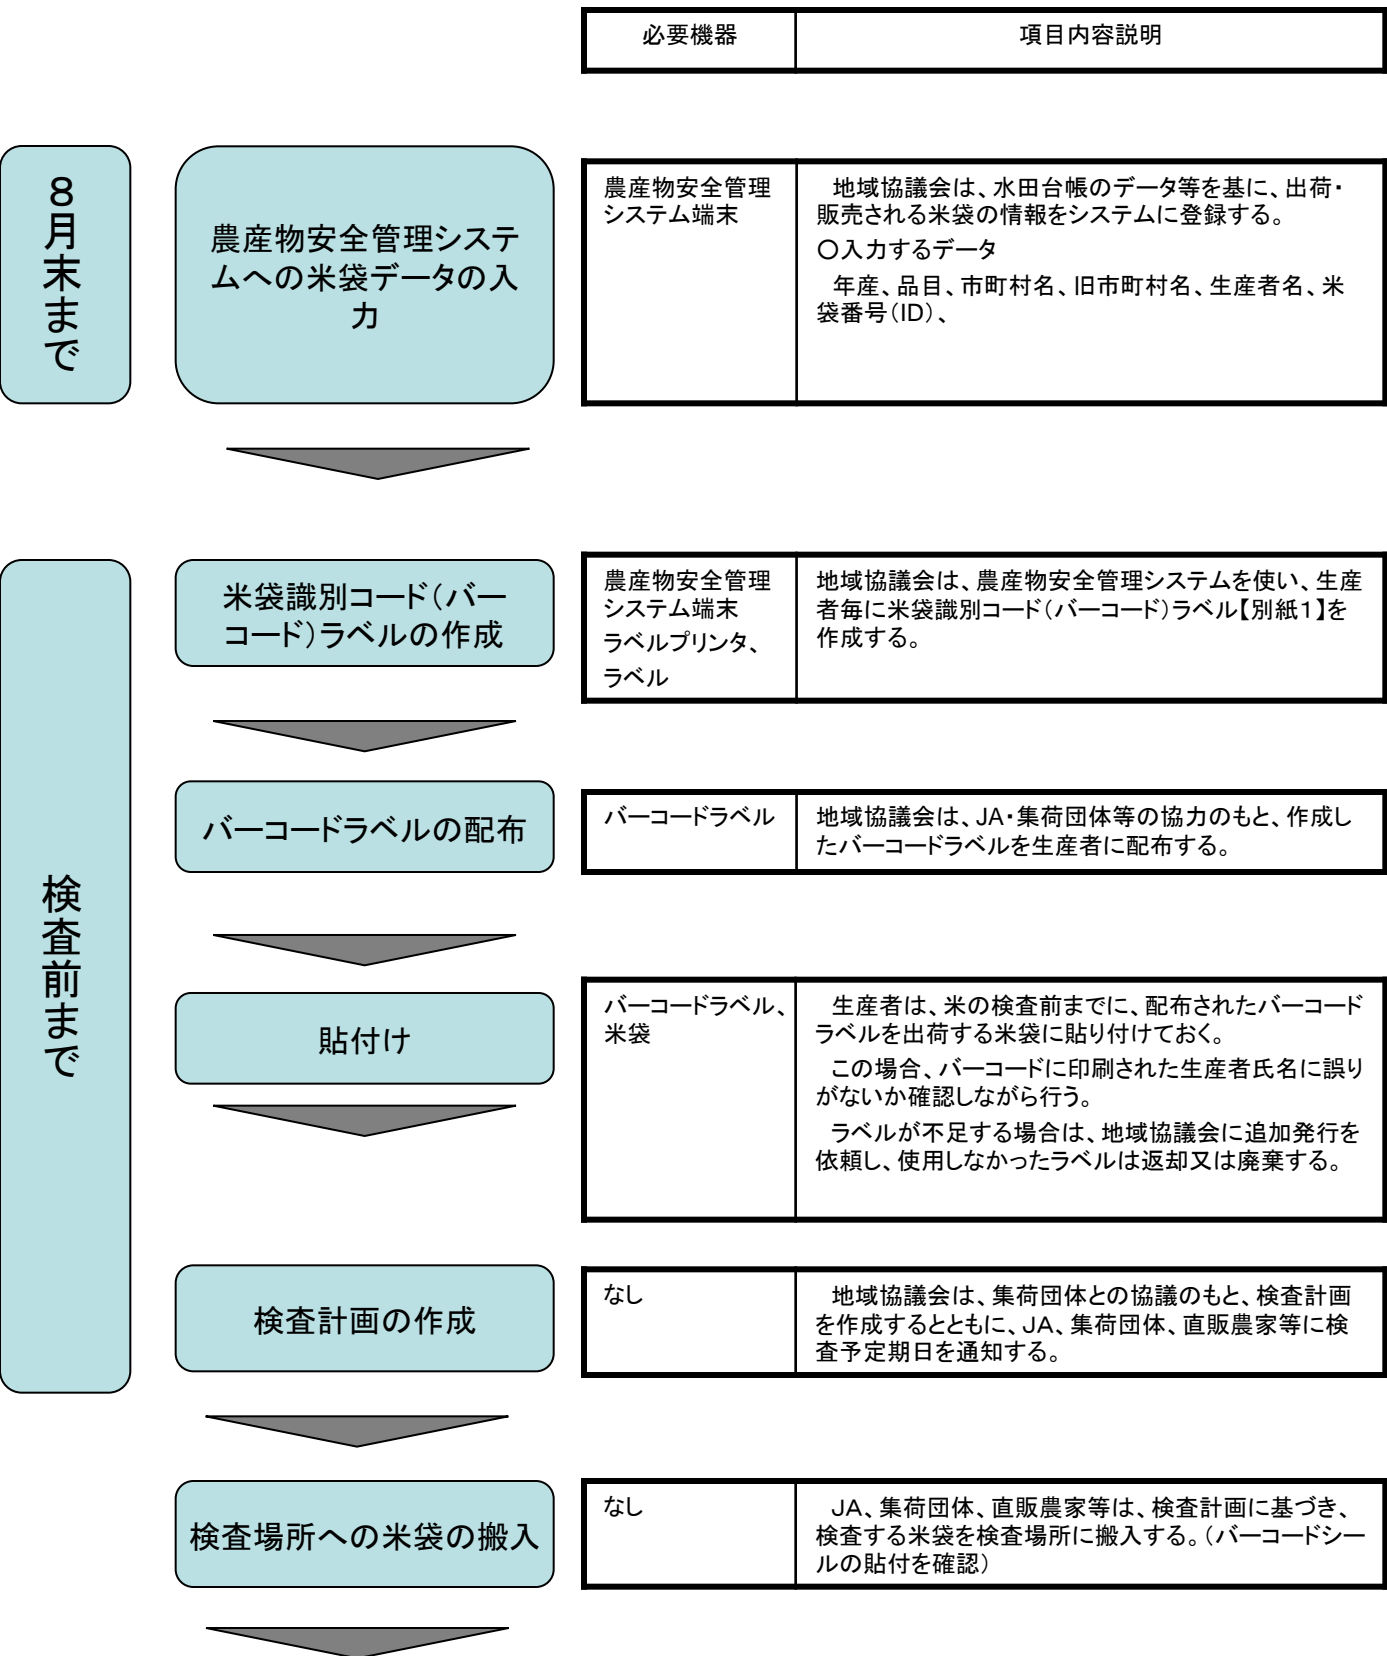 必要機器
項目内容説明
8月末まで
農産物安全管理システ
ムへの米袋データの入
力
農産物安全管理
システム端末
地域協議会は、水田台帳のデータ等を基に、出荷・
販売される米袋の情報をシステムに登録する。
○入力するデータ
年産、品目、市町村名、旧市町村名、生産者名、米
袋番号（ID）、
検査前まで
米袋識別コード（バー
コード）ラベルの作成
農産物安全管理
システム端末
ラベルプリンタ、
ラベル
地域協議会は、農産物安全管理システムを使い、生産
者毎に米袋識別コード（バーコード）ラベル【別紙１】を
作成する。
バーコードラベルの配布
バーコードラベル
地域協議会は、JA・集荷団体等の協力のもと、作成し
たバーコードラベルを生産者に配布する。
貼付け
バーコードラベル、
米袋
生産者は、米の検査前までに、配布されたバーコード
ラベルを出荷する米袋に貼り付けておく。
この場合、バーコードに印刷された生産者氏名に誤り
がないか確認しながら行う。
ラベルが不足する場合は、地域協議会に追加発行を
依頼し、使用しなかったラベルは返却又は廃棄する。
検査計画の作成
なし
地域協議会は、集荷団体との協議のもと、検査計画
を作成するとともに、ＪＡ、集荷団体、直販農家等に検
査予定期日を通知する。
検査場所への米袋の搬入
なし
ＪＡ、集荷団体、直販農家等は、検査計画に基づき、
検査する米袋を検査場所に搬入する。（バーコードシー
ルの貼付を確認）